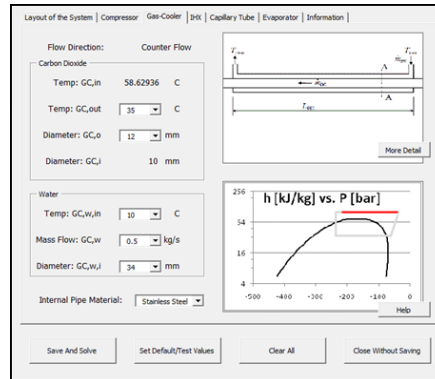 Layout of the System | Compressor | Gas-Cooler | IHX | Capillary Tube | Evaporator | Information
Flow Direction: Counter Flow
Carbon Dioxide
Temp: GC,in 58.62936 C
Temp: GC,out 35 C
Diameter: GC,o 12 mm
Diameter: GC,i 10 mm
Water
Temp: GC,w,in 10 C
Mass Flow: GC,w 0.5 kg/s
Diameter: GC,w,i 34 mm
Internal Pipe Material: Stainless Steel
A
A
More Detail
h [kJ/kg] vs. P [bar]
256
54
16
4
-500 -400 -300 -200 -100 0
Help
Save And Solve Set Default/Test Values Clear All Close Without Saving